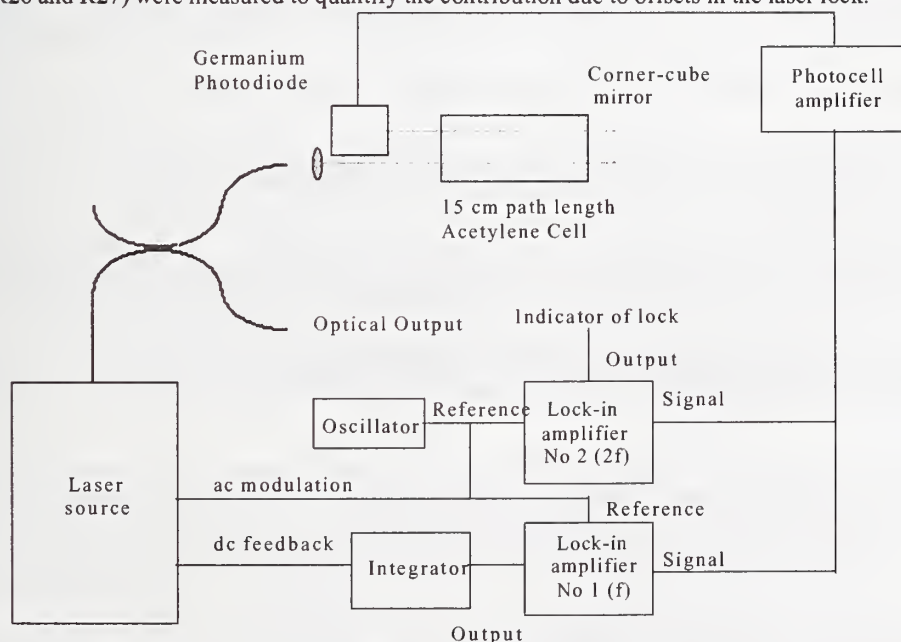 R27) were measured to quantify the contribution due to offsets in the laser lock.
Germanium
Photodiode
Corner-cube
mirror
Photocell
amplifier
15 cm path length
Acetylene Cell
Optical Output
Indicator of lock
Output
Oscillator
Reference
Lock-in
amplifier
No 2 (2f)
Signal
Laser
source
ac modulation
Reference
dc feedback
Integrator
Lock-in
amplifier
No 1 (f)
Signal
Output